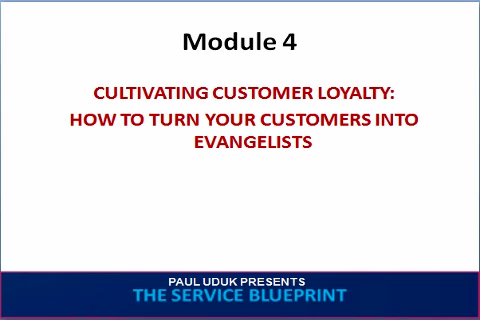 Module 4
CULTIVATING CUSTOMER LOYALTY:
HOW TO TURN YOUR CUSTOMERS INTO
EVANGELISTS
PAUL UDUK PRESENTS
THE SERVICE BLUEPRINT